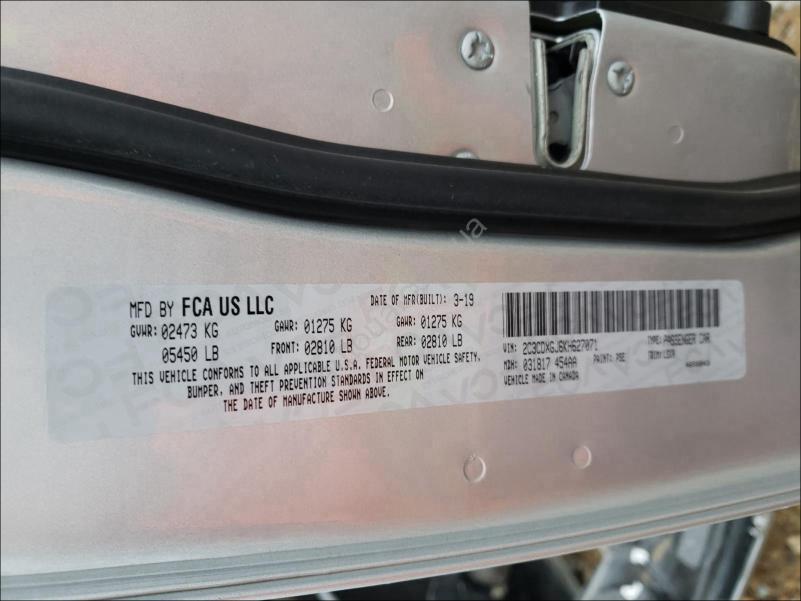 MFD BY FCA US LLC
DATE OF MFR(BUILT): 3-19
GVWR: 02473 KG GAWR: 01275 KG GAWR: 01275 KG
05450 LB FRONT: 02810 LB REAR: 02810 LB
THIS VEHICLE CONFORMS TO ALL APPLICABLE U.S.A. FEDERAL MOTOR VEHICLE SAFETY,
BUMPER, AND THEFT PREVENTION STANDARDS IN EFFECT ON
THE DATE OF MANUFACTURE SHOWN ABOVE.
VIN: 2C3CDXGJ6KH627071 TYPE: PASSENGER CAR
MDH: 031817 454AA PAINT: PSE TRIM: LDX9
VEHICLE MADE IN CANADA